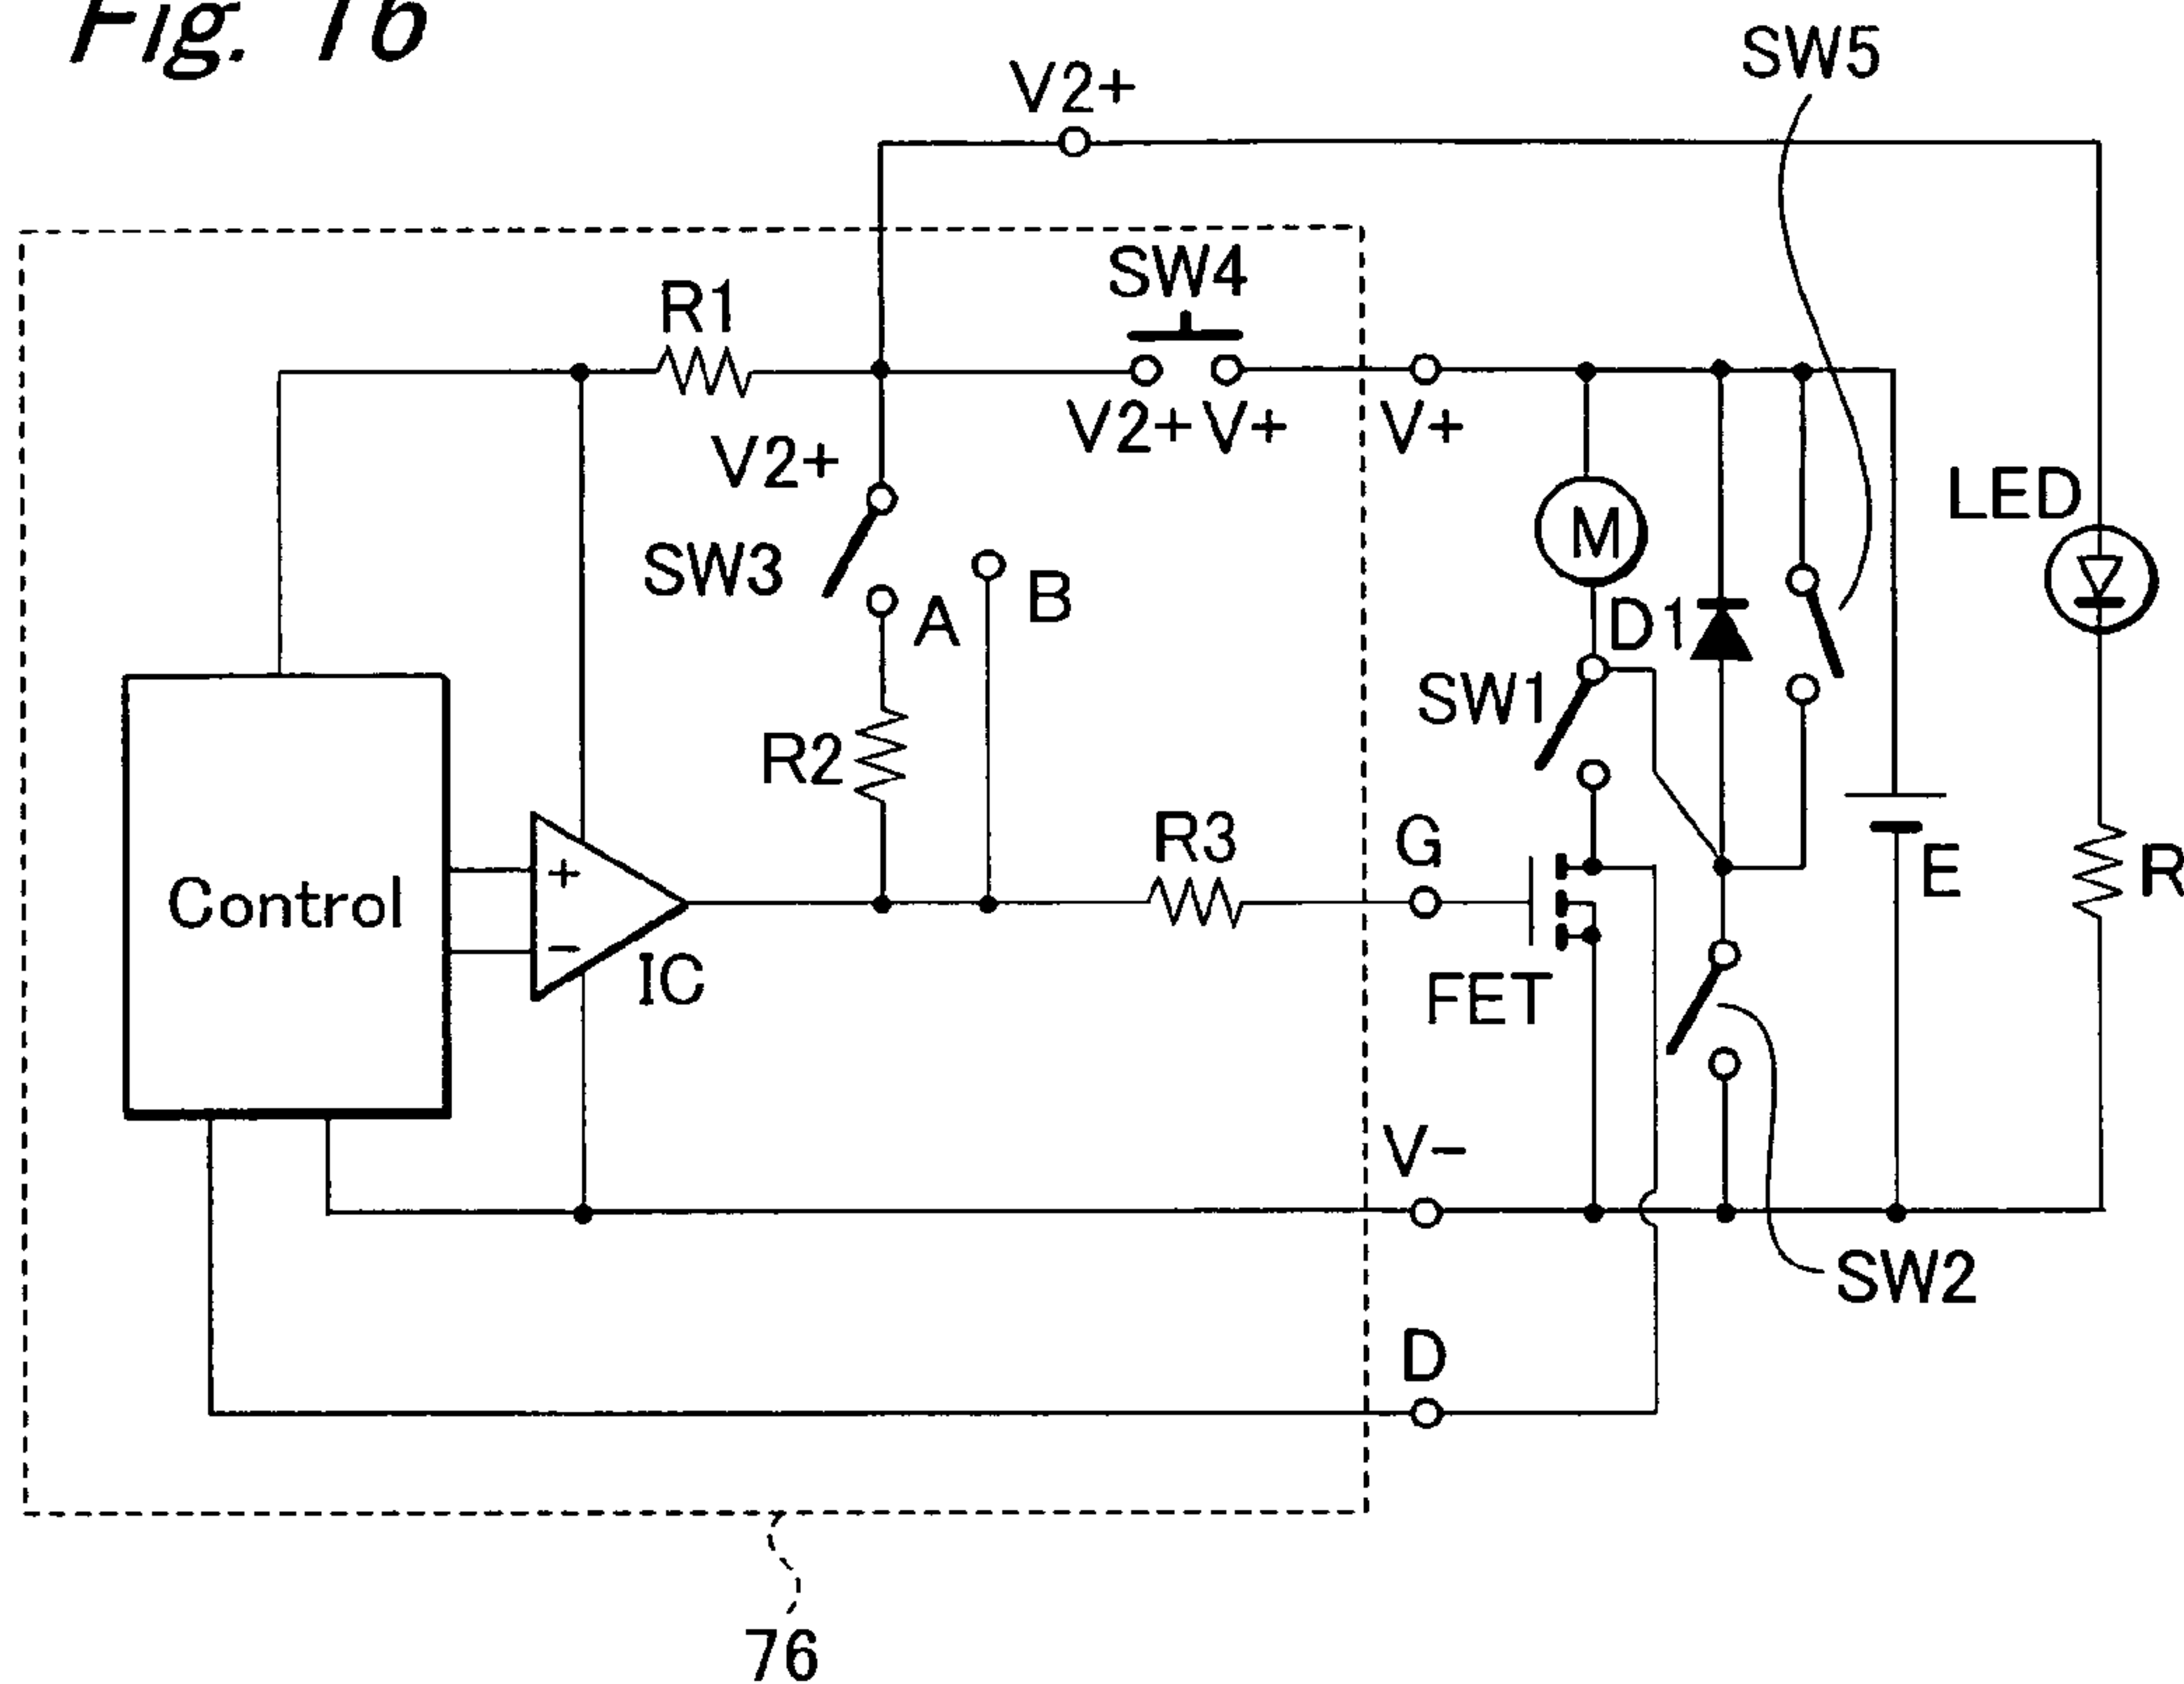 Fig. 16
SW5
V2+
SW4
R1
V2+ V+
V+
V2+
LED
M
SW3
A
B
D1
SW1
R2
R3
G
E
R
Control
+
−
IC
FET
V−
SW2
D
76